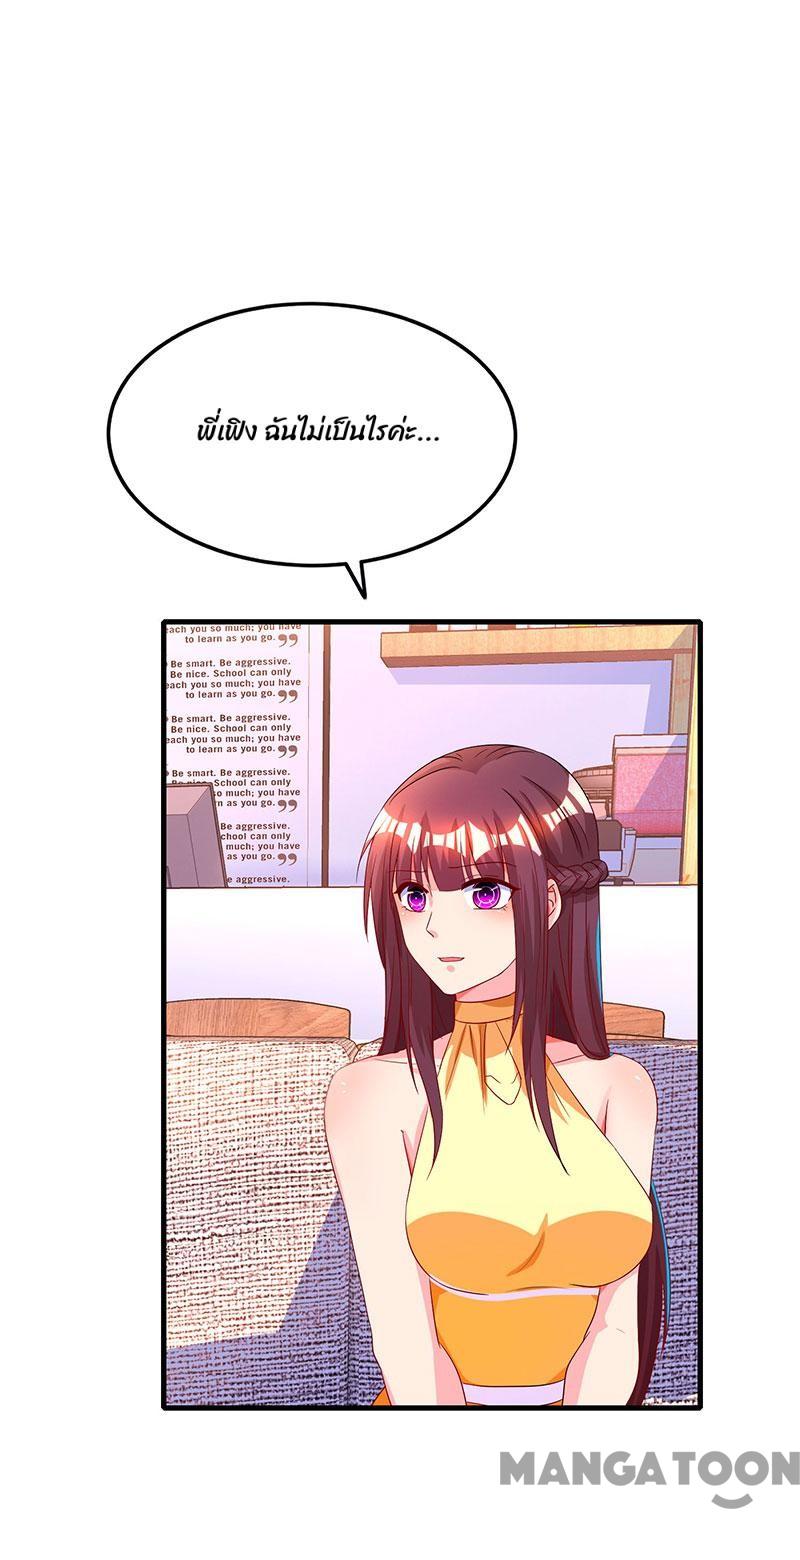 พี่เฟิง ฉันไม่เป็นไรค่ะ...
each you so much; you have
to learn as you go. ”
Be smart. Be aggressive.
Be nice. School can only
each you so much; you have
to learn as you go. ”
Be smart. Be aggressive.
Be nice. School can only
each you so much; you have
to learn as you go. ”
Be smart. Be aggressive.
School can only
so much; you have
as you go. ”
Be aggressive.
chool can only
much; you have
as you go. ”
e aggressive.
MANGATOON